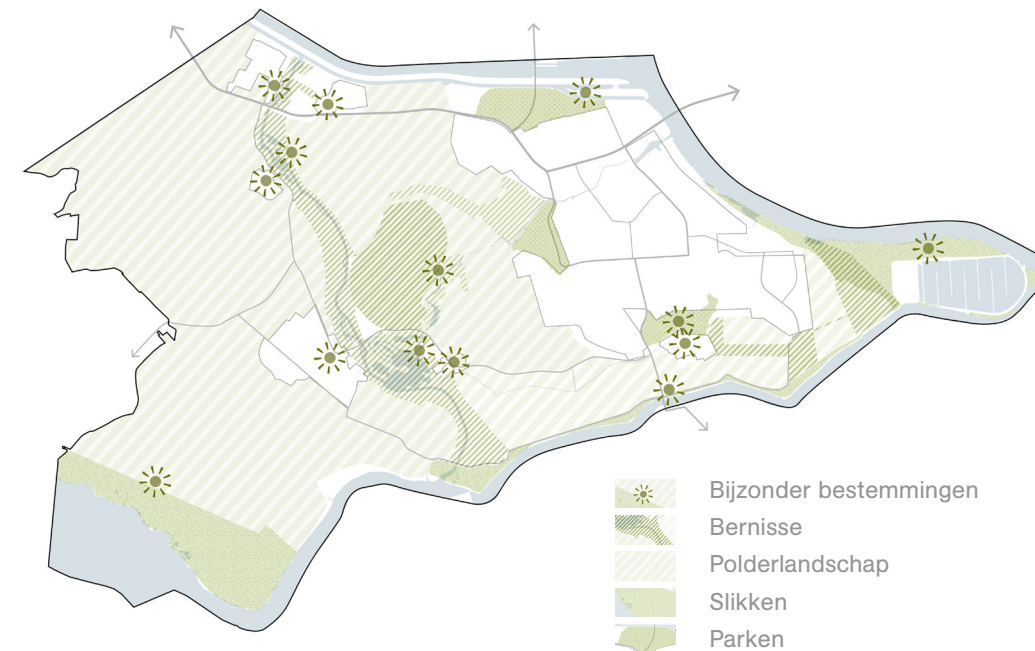 Bijzonder bestemmingen
Bernisse
Polderlandschap
Slikken
Parken